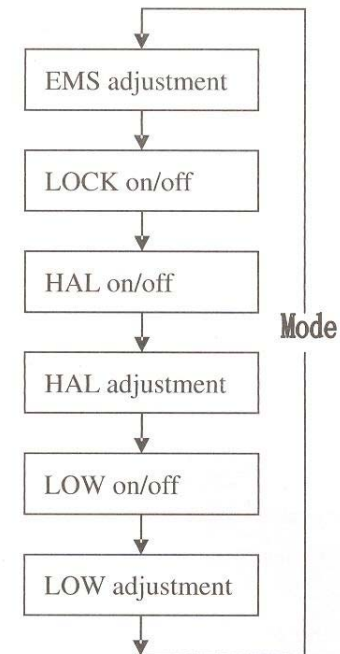 EMS adjustment
LOCK on/off
HAL on/off
Mode
HAL adjustment
LOW on/off
LOW adjustment